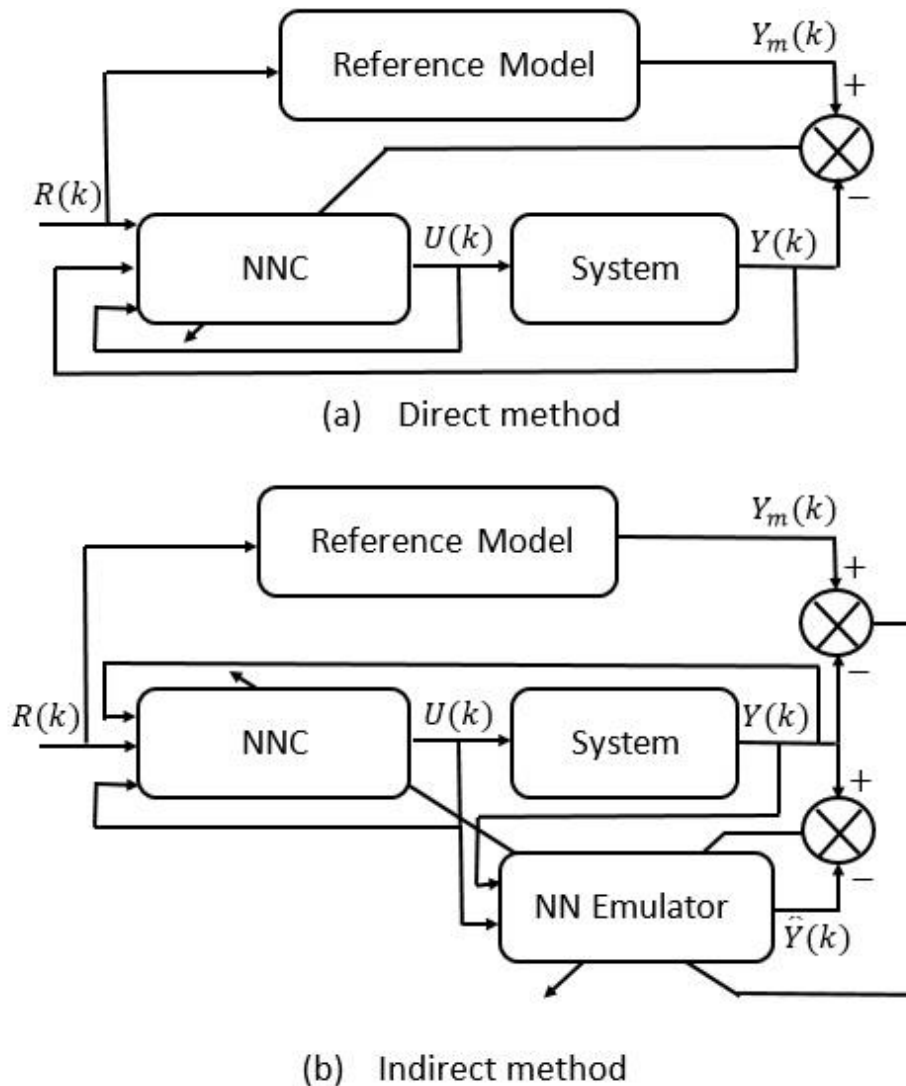 Y_m(k)
Reference Model
+
R(k)
−
U(k)
Y(k)
NNC
System
(a) Direct method
Y_m(k)
Reference Model
+
−
R(k)
U(k)
Y(k)
NNC
System
+
−
NN Emulator
Ŷ(k)
(b) Indirect method